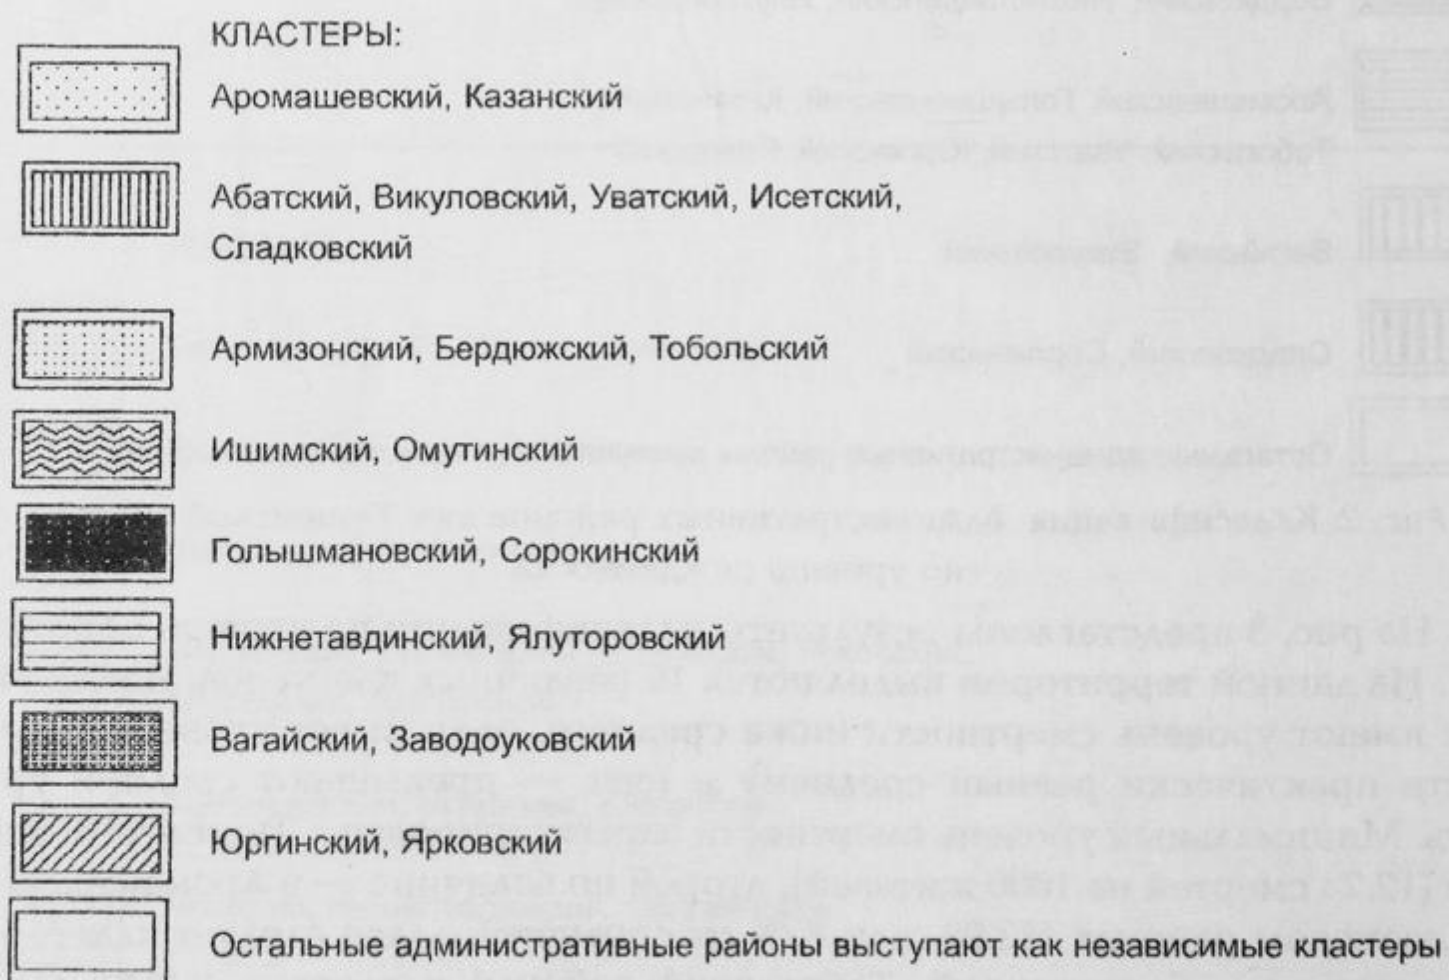 КЛАСТЕРЫ:
Аромашевский, Казанский
Абатский, Викуловский, Уватский, Исетский,
Сладковский
Армизонский, Бердюжский, Тобольский
Ишимский, Омутинский
Голышмановский, Сорокинский
Нижнетавдинский, Ялуторовский
Вагайский, Заводоуковский
Юргинский, Ярковский
Остальные административные районы выступают как независимые кластеры